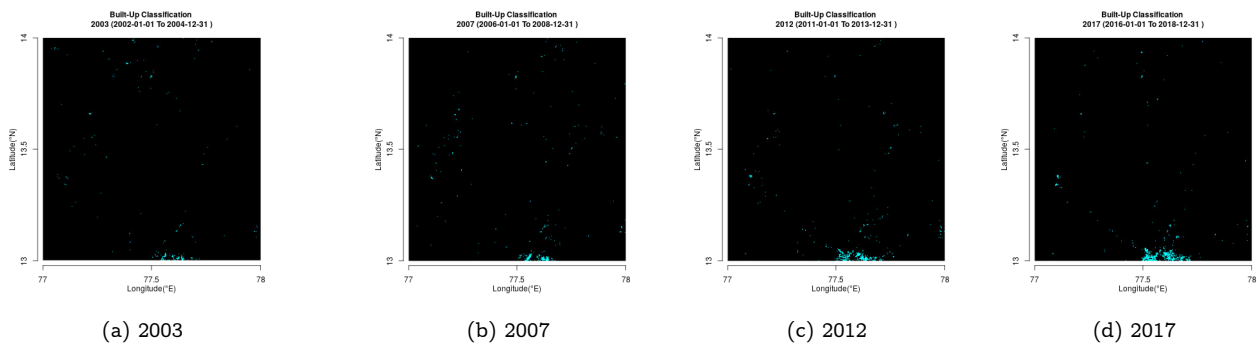 Built-Up Classification
2003 (2002-01-01 To 2004-12-31 )
14
13.5
13
Latitude(°N)
77
77.5
78
Longitude(°E)
(a) 2003
Built-Up Classification
2007 (2006-01-01 To 2008-12-31 )
14
13.5
13
Latitude(°N)
77
77.5
78
Longitude(°E)
(b) 2007
Built-Up Classification
2012 (2011-01-01 To 2013-12-31 )
14
13.5
13
Latitude(°N)
77
77.5
78
Longitude(°E)
(c) 2012
Built-Up Classification
2017 (2016-01-01 To 2018-12-31 )
14
13.5
13
Latitude(°N)
77
77.5
78
Longitude(°E)
(d) 2017